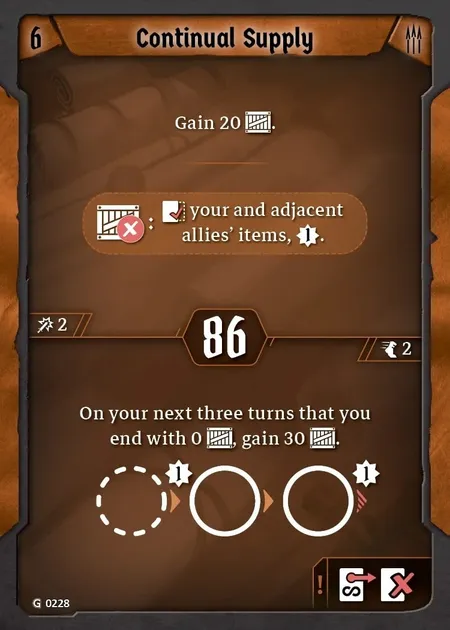 6 Continual Supply
Gain 20 .
: your and adjacent
allies’ items, 1.
2
86
2
On your next three turns that you
end with 0 , gain 30 .
1 1
!
G 0228